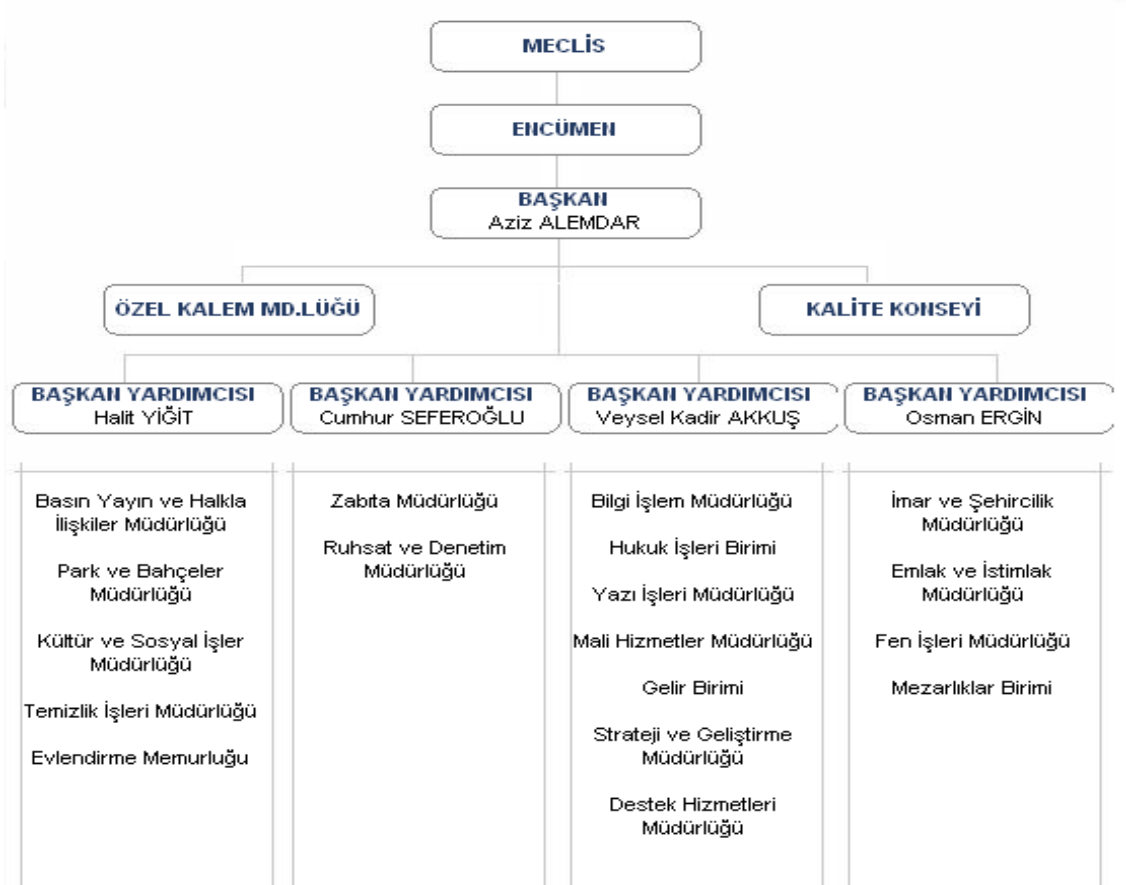 MECLİS
ENCÜMEN
BAŞKAN
Aziz ALEMDAR
ÖZEL KALEM MD.LÜĞÜ
KALİTE KONSEYİ
BAŞKAN YARDIMCISI
Halit YİĞİT
BAŞKAN YARDIMCISI
Cumhur SEFEROĞLU
BAŞKAN YARDIMCISI
Veysel Kadir AKKUŞ
BAŞKAN YARDIMCISI
Osman ERGİN
Basın Yayın ve Halkla
İlişkiler Müdürlüğü
Park ve Bahçeler
Müdürlüğü
Kültür ve Sosyal İşler
Müdürlüğü
Temizlik İşleri Müdürlüğü
Evlendirme Memurluğu
Zabıta Müdürlüğü
Ruhsat ve Denetim
Müdürlüğü
Bilgi İşlem Müdürlüğü
Hukuk İşleri Birimi
Yazı İşleri Müdürlüğü
Mali Hizmetler Müdürlüğü
Gelir Birimi
Strateji ve Geliştirme
Müdürlüğü
Destek Hizmetleri
Müdürlüğü
İmar ve Şehircilik
Müdürlüğü
Emlak ve İstimlak
Müdürlüğü
Fen İşleri Müdürlüğü
Mezarlıklar Birimi